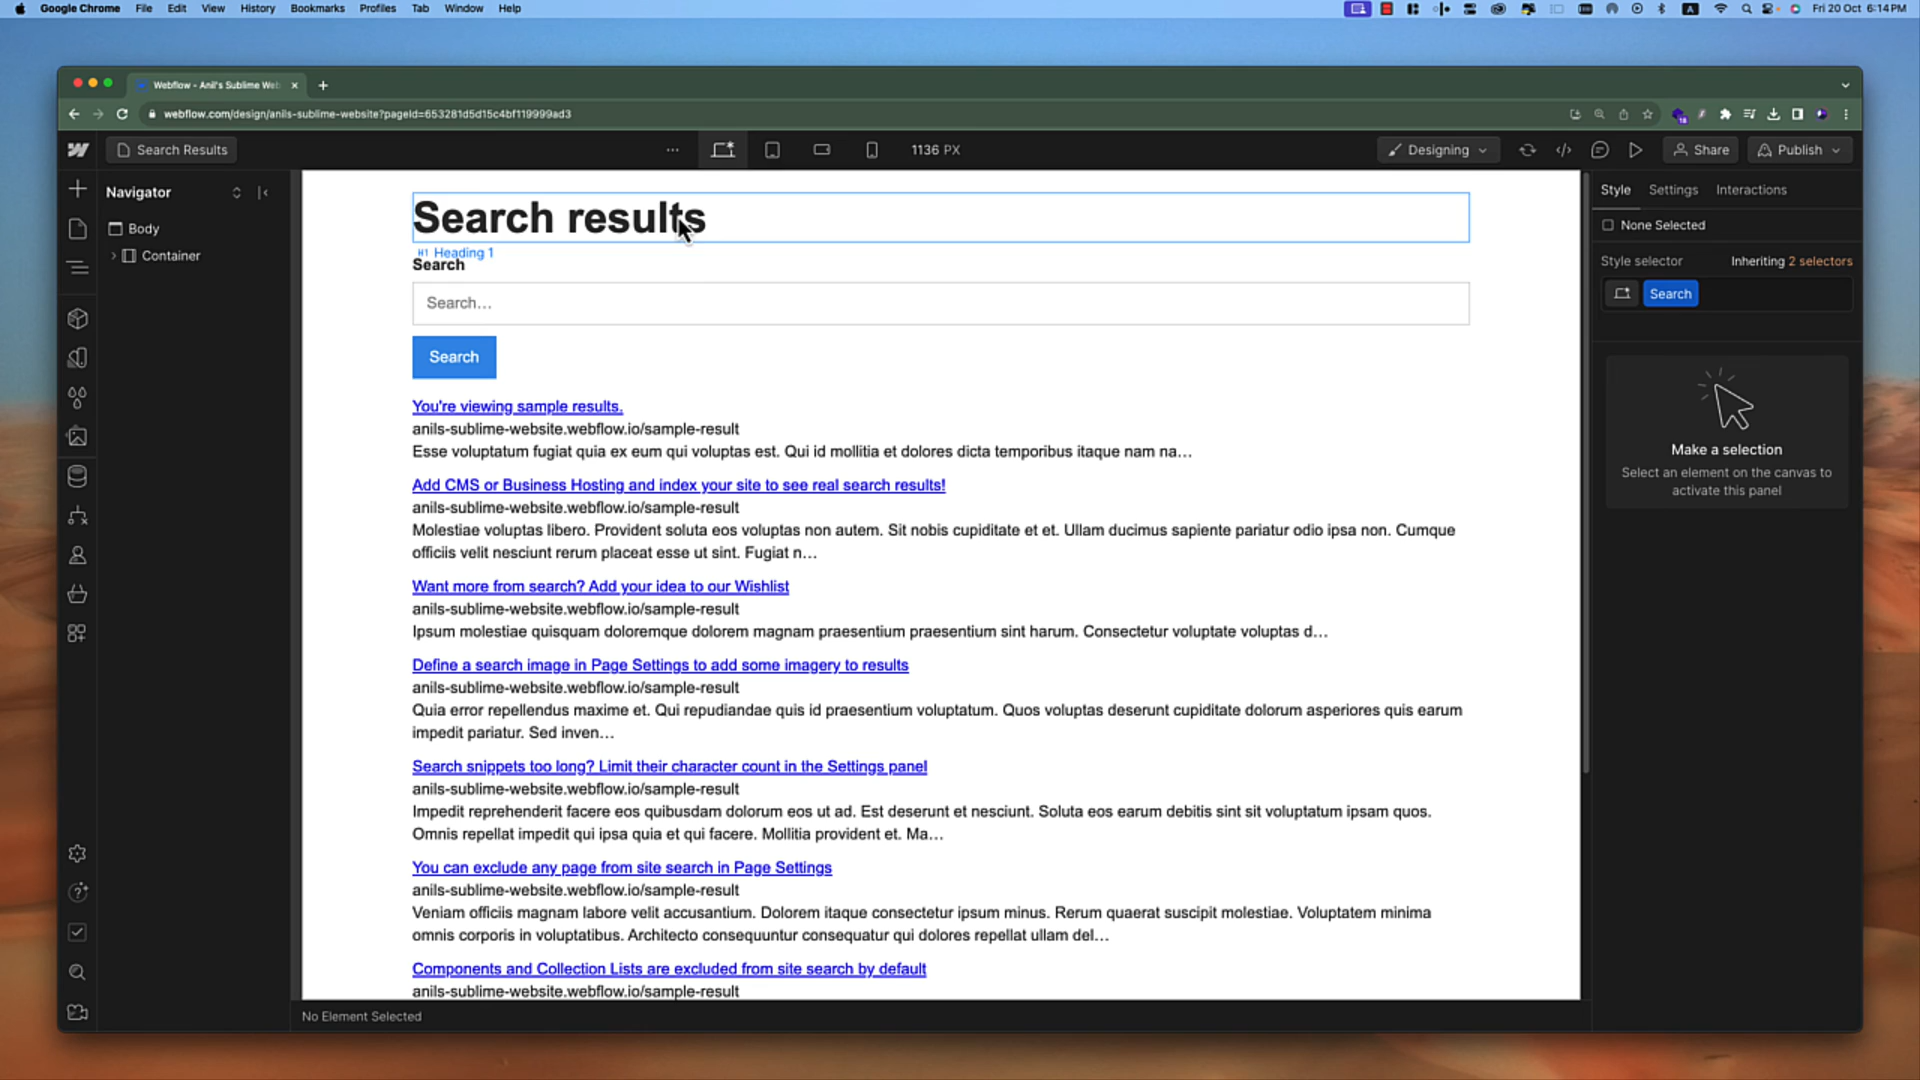 Google Chrome File Edit View History Bookmarks Profiles Tab Window Help
A
Fri 20 Oct 6:14 PM
Webflow - Anil's Sublime Web
webflow.com/design/anils-sublime-website?pageId=653281d5d15c4bf119999ad3
Search Results
1136 PX
Designing
Share
Publish
Navigator
Body
Container
Search results
H1 Heading 1
Search
Search...
Search
You're viewing sample results.
anils-sublime-website.webflow.io/sample-result
Esse voluptatum fugiat quia ex eum qui voluptas est. Qui id mollitia et dolores dicta temporibus itaque nam na…
Add CMS or Business Hosting and index your site to see real search results!
anils-sublime-website.webflow.io/sample-result
Molestiae voluptas libero. Provident soluta eos voluptas non autem. Sit nobis cupiditate et et. Ullam ducimus sapiente pariatur odio ipsa non. Cumque
officiis velit nesciunt rerum placeat esse ut sint. Fugiat n…
Want more from search? Add your idea to our Wishlist
anils-sublime-website.webflow.io/sample-result
Ipsum molestiae quisquam doloremque dolorem magnam praesentium praesentium sint harum. Consectetur voluptate voluptas d…
Define a search image in Page Settings to add some imagery to results
anils-sublime-website.webflow.io/sample-result
Quia error repellendus maxime et. Qui repudiandae quis id praesentium voluptatum. Quos voluptas deserunt cupiditate dolorum asperiores quis earum
impedit pariatur. Sed inven…
Search snippets too long? Limit their character count in the Settings panel
anils-sublime-website.webflow.io/sample-result
Impedit reprehenderit facere eos quibusdam dolorum eos ut ad. Est deserunt et nesciunt. Soluta eos earum debitis sint sit voluptatum ipsam quos.
Omnis repellat impedit qui ipsa quia et qui facere. Mollitia provident et. Ma…
You can exclude any page from site search in Page Settings
anils-sublime-website.webflow.io/sample-result
Veniam officiis magnam labore velit accusantium. Dolorem itaque consectetur ipsum minus. Rerum quaerat suscipit molestiae. Voluptatem minima
omnis corporis in voluptatibus. Architecto consequuntur consequatur qui dolores repellat ullam del…
Components and Collection Lists are excluded from site search by default
anils-sublime-website.webflow.io/sample-result
Style Settings Interactions
None Selected
Style selector Inheriting 2 selectors
Search
Make a selection
Select an element on the canvas to
activate this panel
No Element Selected